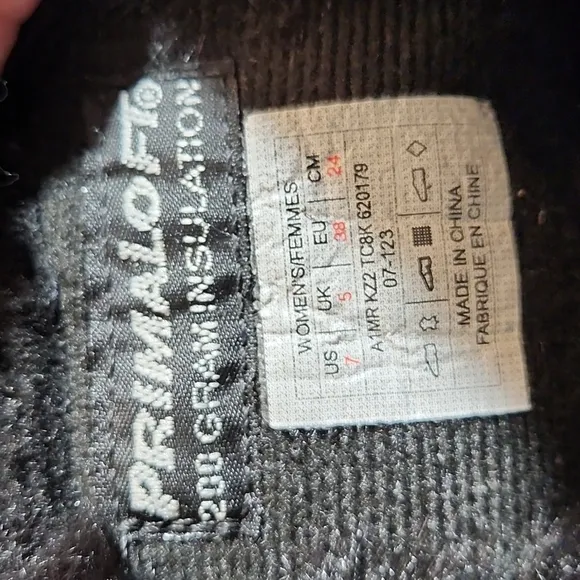 PRIMALOFT®
200 GRAM INSULATION
WOMEN'S/FEMMES
US UK EU CM
7 5 38 24
A1MR KZ2 TC8K 620179
07-123
MADE IN CHINA
FABRIQUE EN CHINE